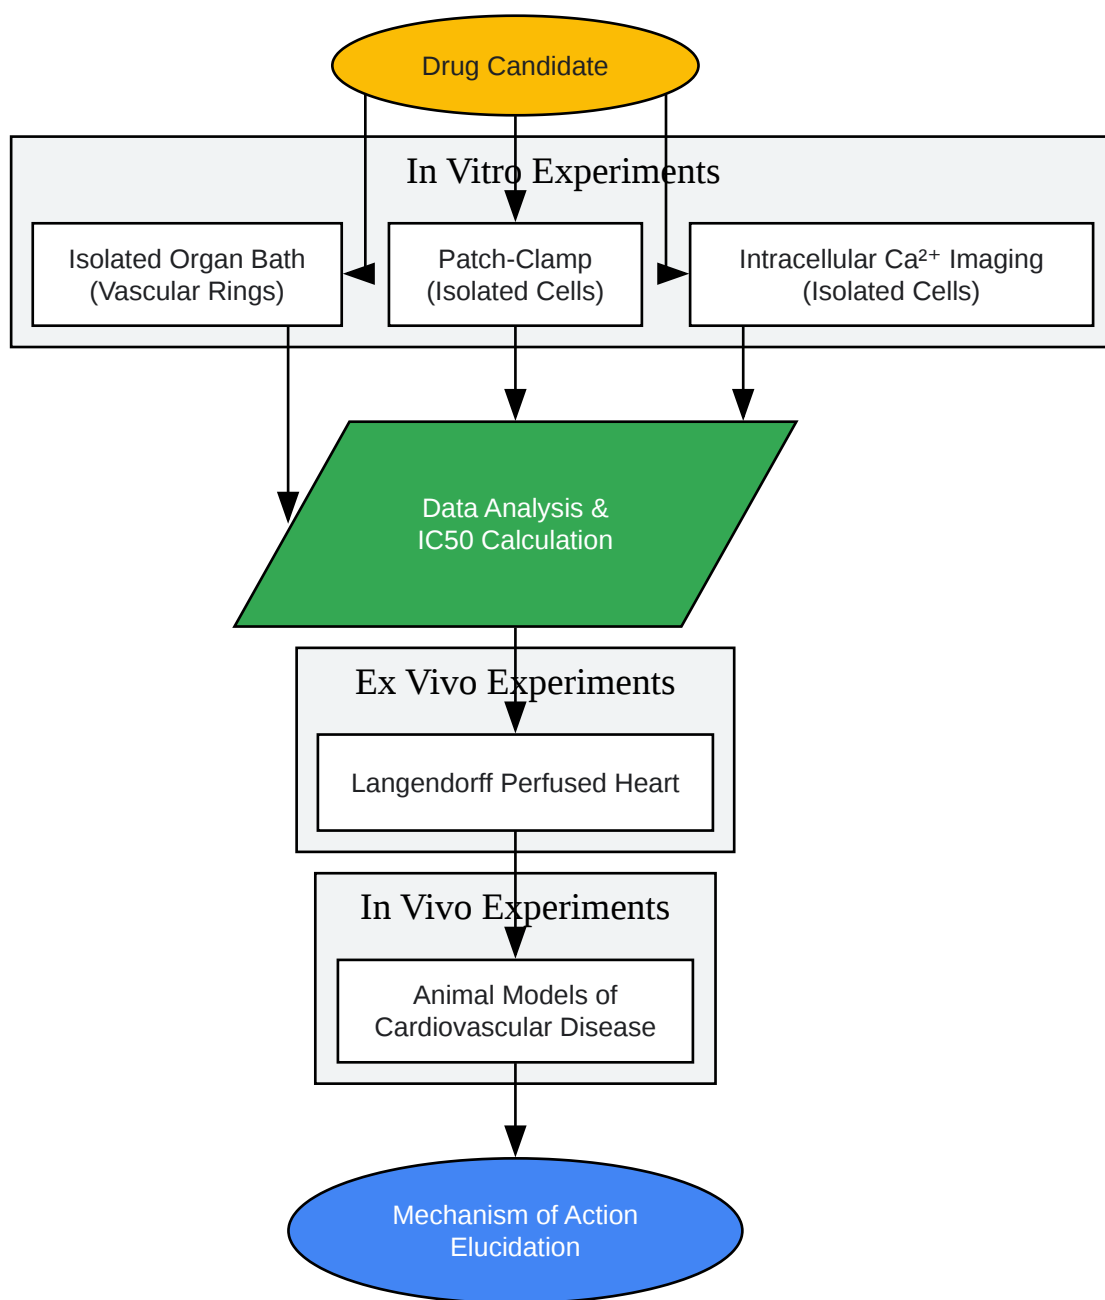 Drug Candidate
In Vitro Experiments
Isolated Organ Bath
(Vascular Rings)
Patch-Clamp
(Isolated Cells)
Intracellular Ca²⁺ Imaging
(Isolated Cells)
Data Analysis &
IC50 Calculation
Ex Vivo Experiments
Langendorff Perfused Heart
In Vivo Experiments
Animal Models of
Cardiovascular Disease
Mechanism of Action
Elucidation